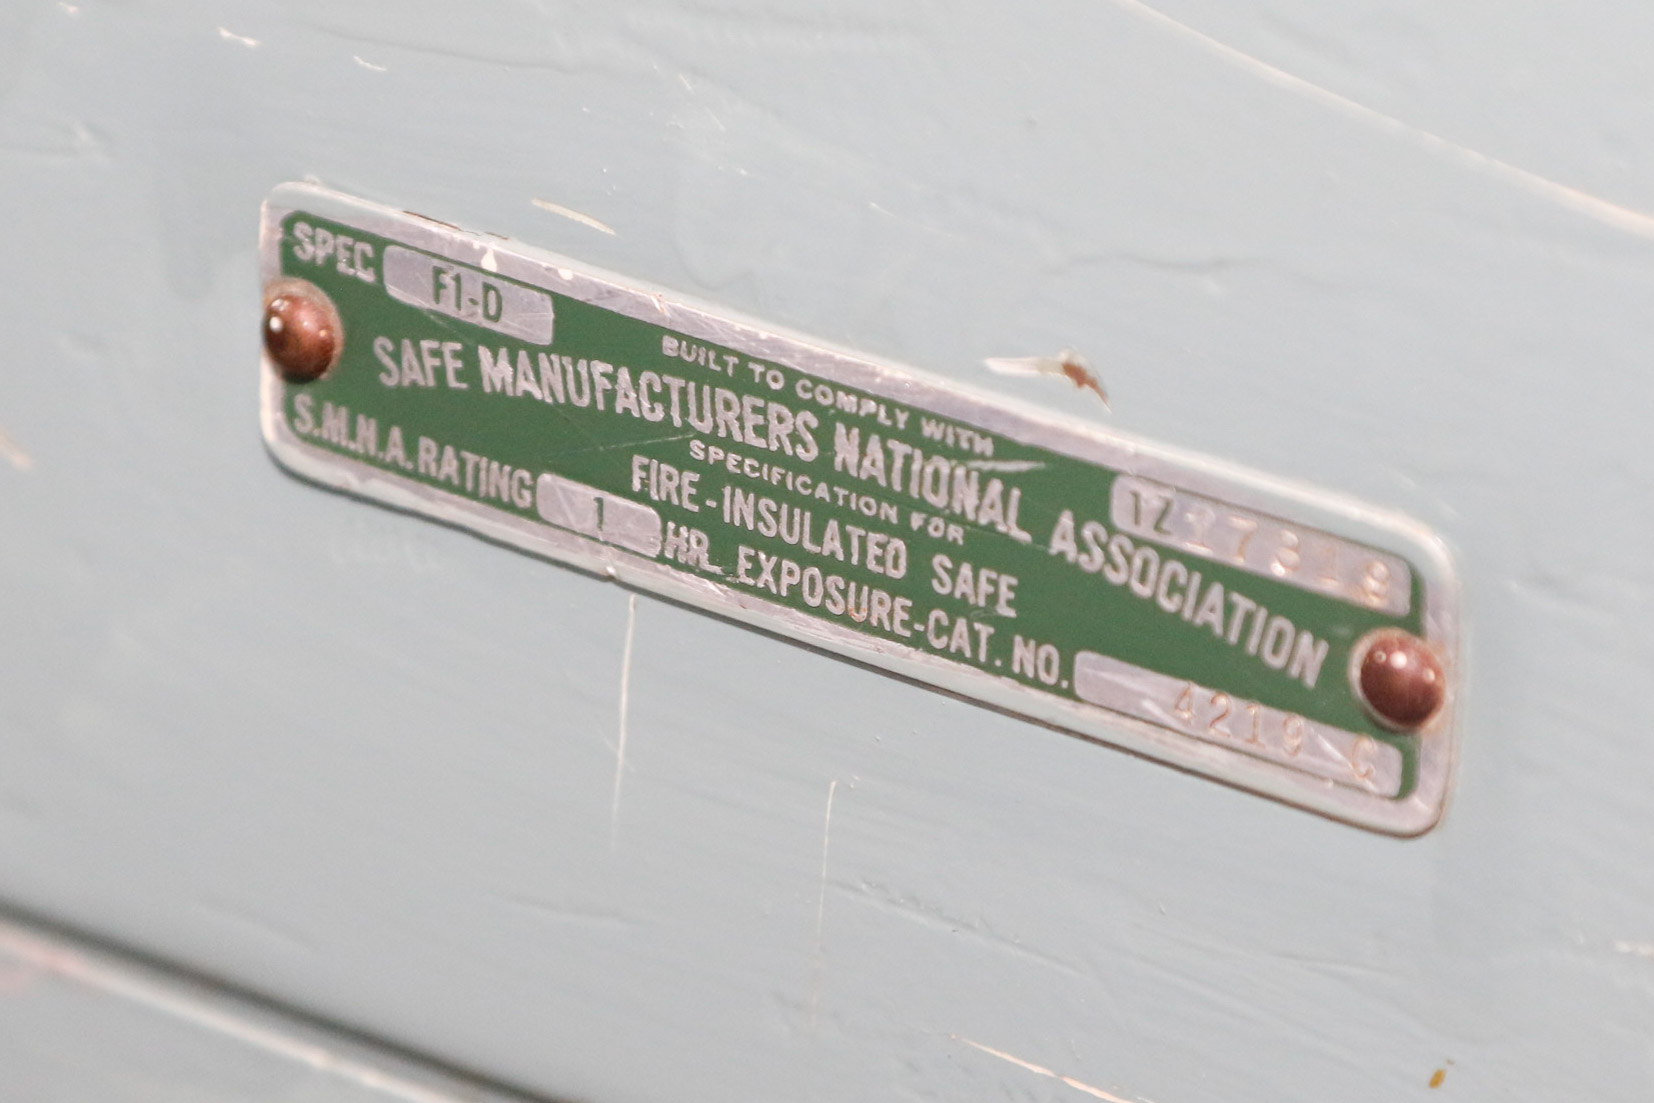 SPEC F1-D
BUILT TO COMPLY WITH
SAFE MANUFACTURERS NATIONAL ASSOCIATION
SPECIFICATION FOR
FIRE-INSULATED SAFE
TZ
S.M.N.A. RATING 1 HR. EXPOSURE-CAT. NO. 4219 C